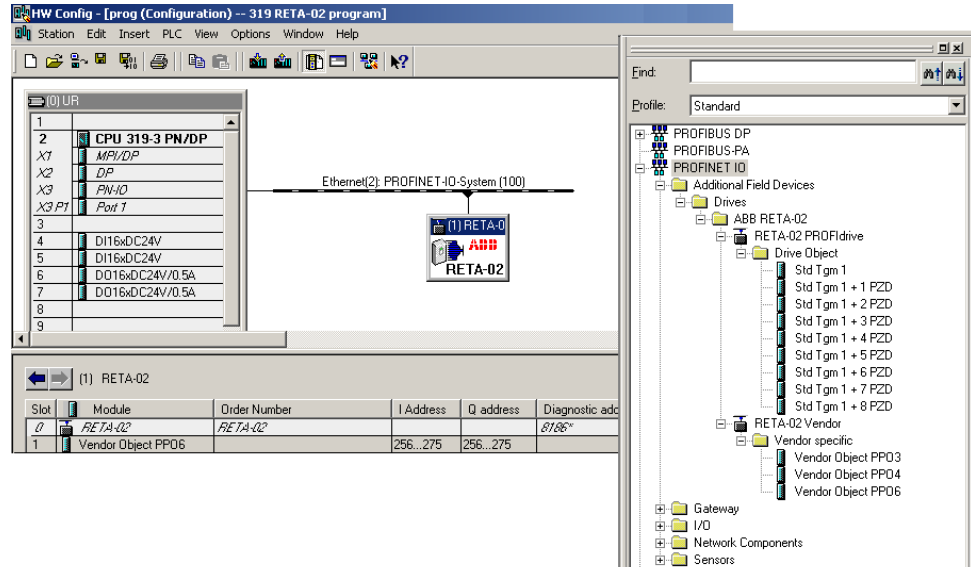 HW Config - [prog (Configuration) -- 319 RETA-02 program]
Station Edit Insert PLC View Options Window Help
(0) UR
1
2 CPU 319-3 PN/DP
X1 MPI/DP
X2 DP
X3 PN-IO
X3 P1 Port 1
3
4 DI16xDC24V
5 DI16xDC24V
6 DO16xDC24V/0.5A
7 DO16xDC24V/0.5A
8
9
Ethernet(2): PROFINET-IO-System (100)
(1) RETA-0
ABB
RETA-02
(1) RETA-02
Slot Module Order Number I Address Q address Diagnostic add
0 RETA-02 RETA-02 8186*
1 Vendor Object PPO6 256...275 256...275
Find:
Profile: Standard
PROFIBUS DP
PROFIBUS-PA
PROFINET IO
Additional Field Devices
Drives
ABB RETA-02
RETA-02 PROFIdrive
Drive Object
Std Tgm 1
Std Tgm 1 + 1 PZD
Std Tgm 1 + 2 PZD
Std Tgm 1 + 3 PZD
Std Tgm 1 + 4 PZD
Std Tgm 1 + 5 PZD
Std Tgm 1 + 6 PZD
Std Tgm 1 + 7 PZD
Std Tgm 1 + 8 PZD
RETA-02 Vendor
Vendor specific
Vendor Object PPO3
Vendor Object PPO4
Vendor Object PPO6
Gateway
I/O
Network Components
Sensors